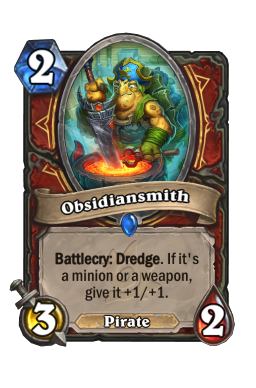 2
Obsidiansmith
Battlecry: Dredge. If it's
a minion or a weapon,
give it +1/+1.
3
Pirate
2